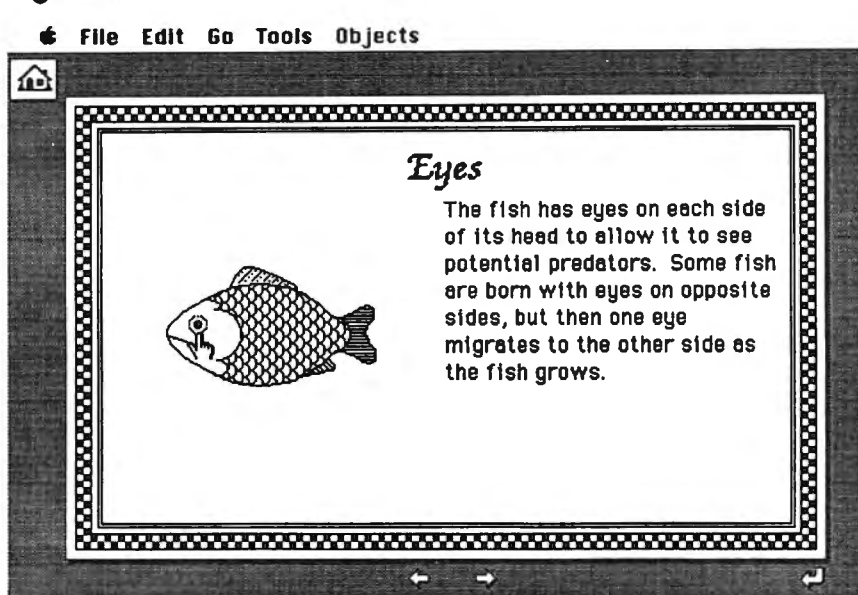 File Edit Go Tools Objects
Eyes
The fish has eyes on each side
of its head to allow it to see
potential predators. Some fish
are born with eyes on opposite
sides, but then one eye
migrates to the other side as
the fish grows.